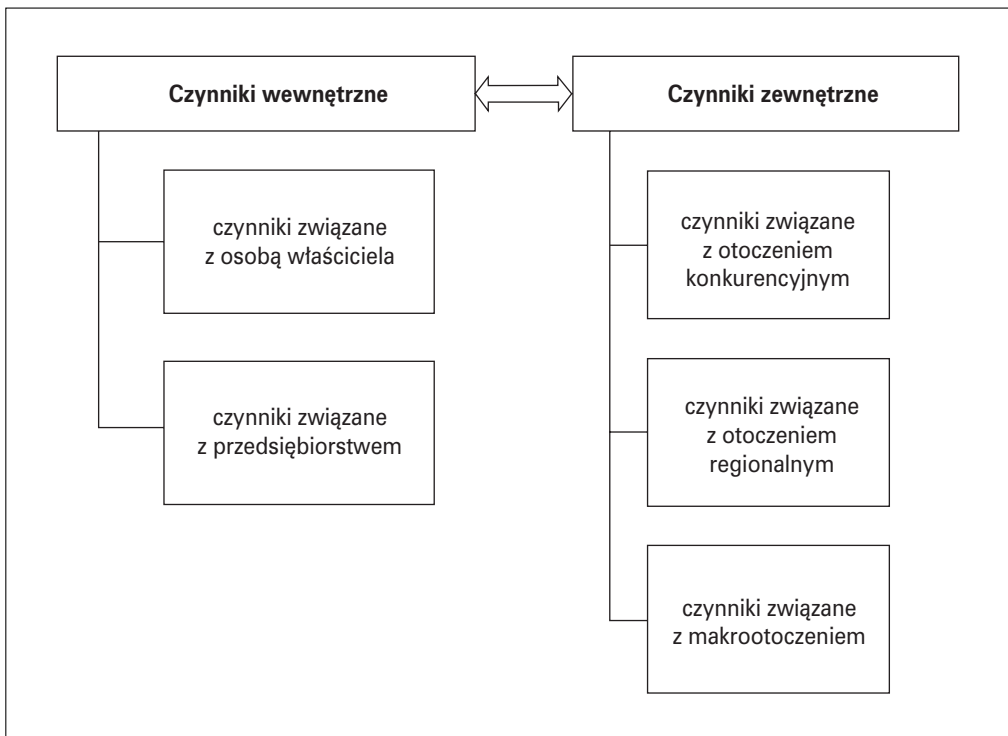 Czynniki wewnętrzne
czynniki związane
z osobą właściciela
czynniki związane
z przedsiębiorstwem
Czynniki zewnętrzne
czynniki związane
z otoczeniem
konkurencyjnym
czynniki związane
z otoczeniem
regionalnym
czynniki związane
z makrootoczeniem